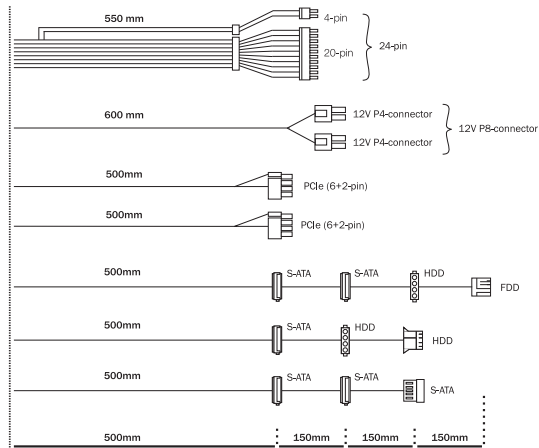 550 mm
4-pin
20-pin
24-pin
600 mm
12V P4-connector
12V P4-connector
12V P8-connector
500mm
PCIe (6+2-pin)
500mm
PCIe (6+2-pin)
500mm
S-ATA
S-ATA
HDD
FDD
500mm
S-ATA
HDD
HDD
500mm
S-ATA
S-ATA
S-ATA
500mm
150mm
150mm
150mm